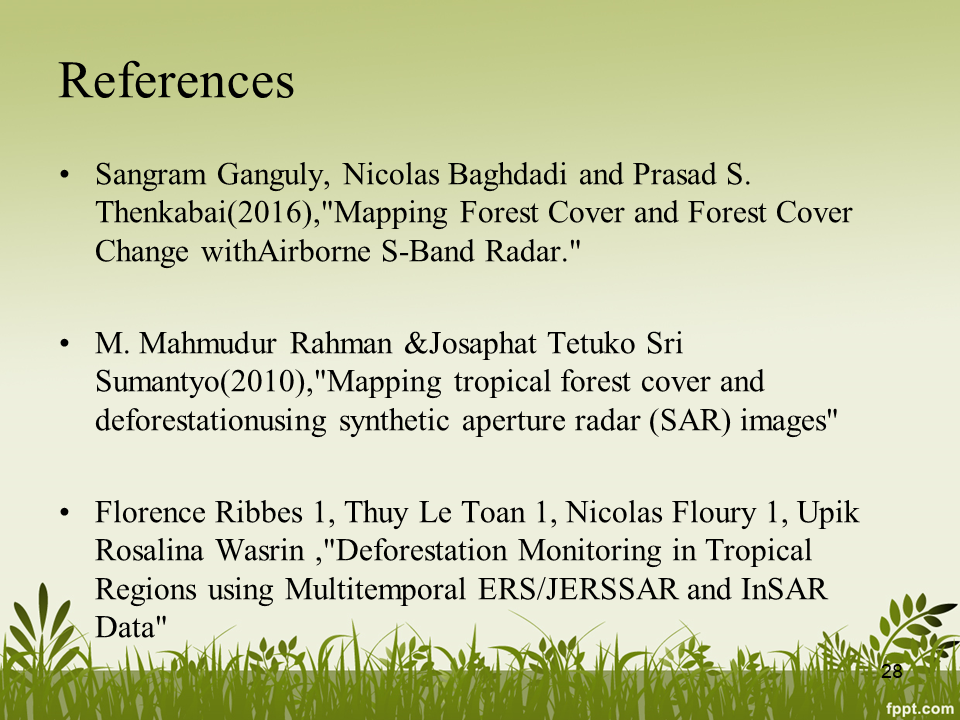 References
• Sangram Ganguly, Nicolas Baghdadi and Prasad S.
Thenkabai(2016),"Mapping Forest Cover and Forest Cover
Change withAirborne S-Band Radar."
• M. Mahmudur Rahman &Josaphat Tetuko Sri
Sumantyo(2010),"Mapping tropical forest cover and
deforestationusing synthetic aperture radar (SAR) images"
• Florence Ribbes 1, Thuy Le Toan 1, Nicolas Floury 1, Upik
Rosalina Wasrin ,"Deforestation Monitoring in Tropical
Regions using Multitemporal ERS/JERSSAR and InSAR
Data"
28
fppt.com